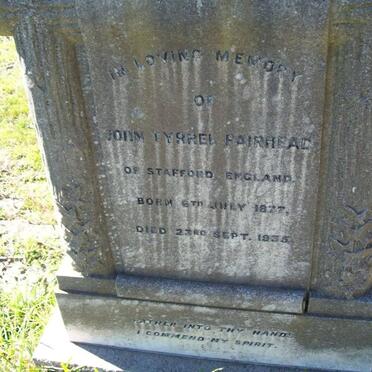 IN LOVING MEMORY
OF
JOHN TYRREL FAIRHEAD
OF STAFFORD, ENGLAND.
BORN 6TH JULY 1877.
DIED 23RD SEPT. 1935.
FATHER INTO THY HANDS
I COMMEND MY SPIRIT.